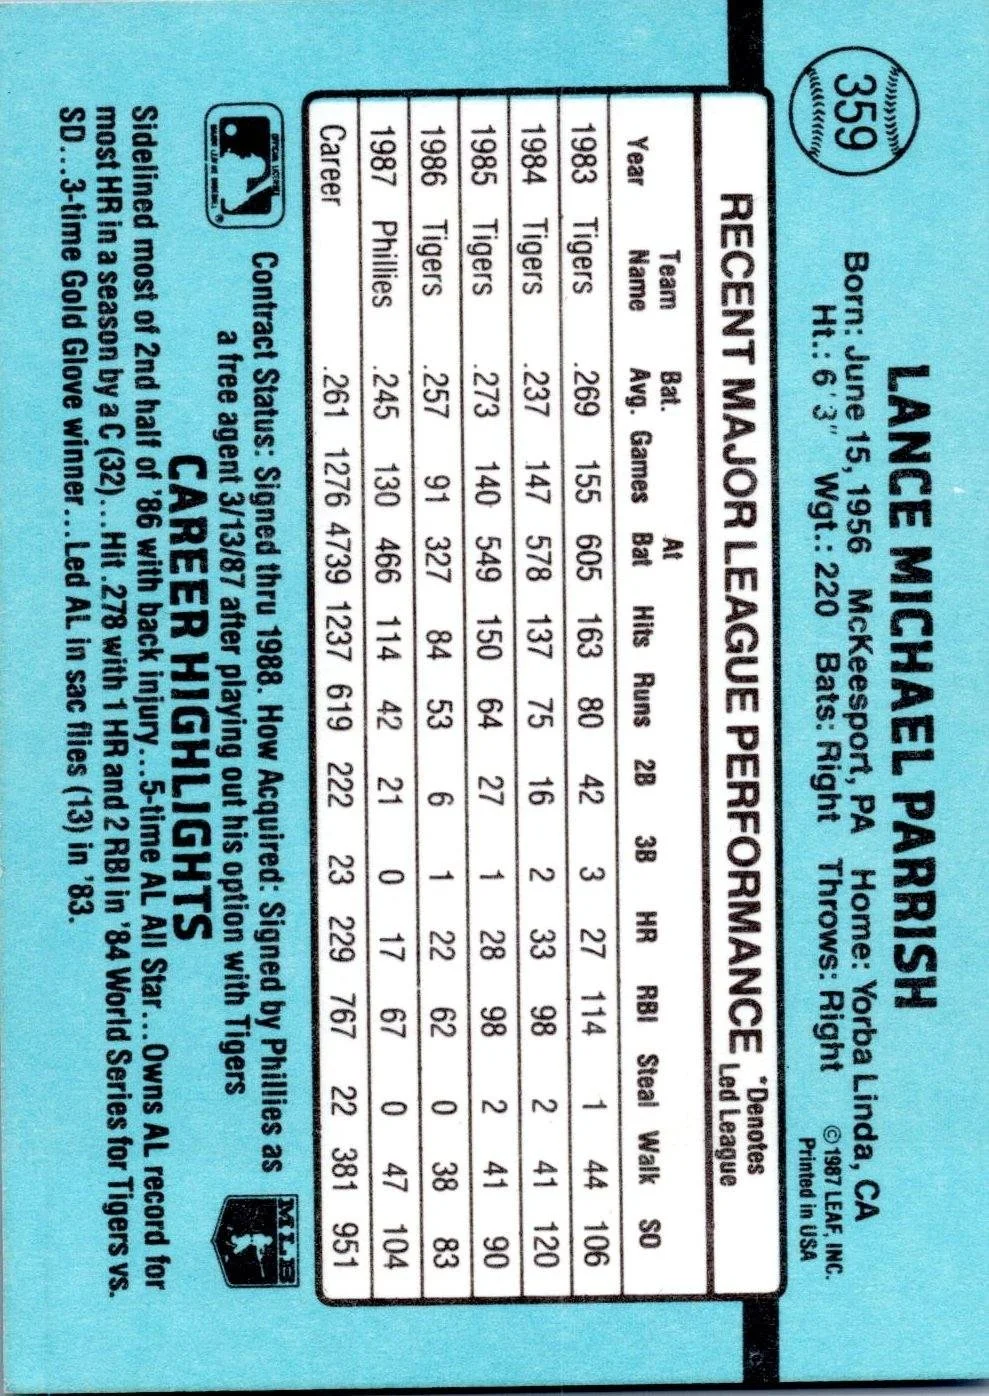 359
LANCE MICHAEL PARRISH
Born: June 15, 1956 McKeesport, PA Home: Yorba Linda, CA
Ht.: 6'3" Wgt.: 220 Bats: Right Throws: Right
© 1987 LEAF, INC.
Printed in USA
RECENT MAJOR LEAGUE PERFORMANCE *Denotes
Led League
Team Bat. At
Year Name Avg. Games Bat Hits Runs 2B 3B HR RBI Steal Walk SO
1983 Tigers .269 155 605 163 80 42 3 27 114 1 44 106
1984 Tigers .237 147 578 137 75 16 2 33 98 2 41 120
1985 Tigers .273 140 549 150 64 27 1 28 98 2 41 90
1986 Tigers .257 91 327 84 53 6 1 22 62 0 38 83
1987 Phillies .245 130 466 114 42 21 0 17 67 0 47 104
Career .261 1276 4739 1237 619 222 23 229 767 22 381 951
Contract Status: Signed thru 1988. How Acquired: Signed by Phillies as
a free agent 3/13/87 after playing out his option with Tigers
MLB
CAREER HIGHLIGHTS
Sidelined most of 2nd half of '86 with back injury...5-time AL All Star...Owns AL record for
most HR in a season by a C (32)...Hit .278 with 1 HR and 2 RBI in '84 World Series for Tigers vs.
SD...3-time Gold Glove winner...Led AL in sac flies (13) in '83.